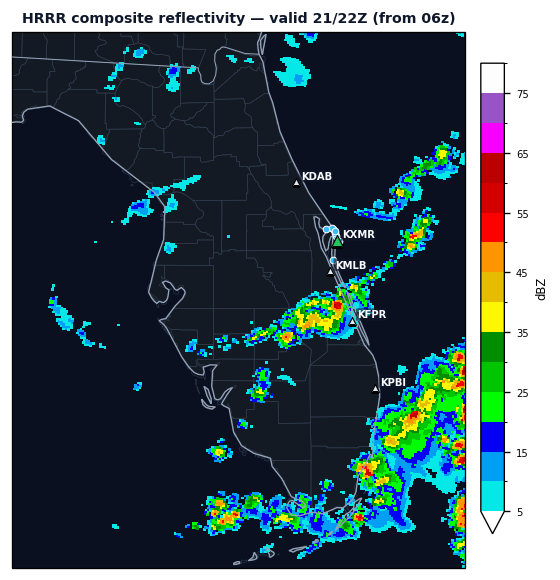 HRRR composite reflectivity — valid 21/22Z (from 06z)
KDAB
KXMR
KMLB
KFPR
KPBI
75
65
55
45
35
25
15
5
dBZ